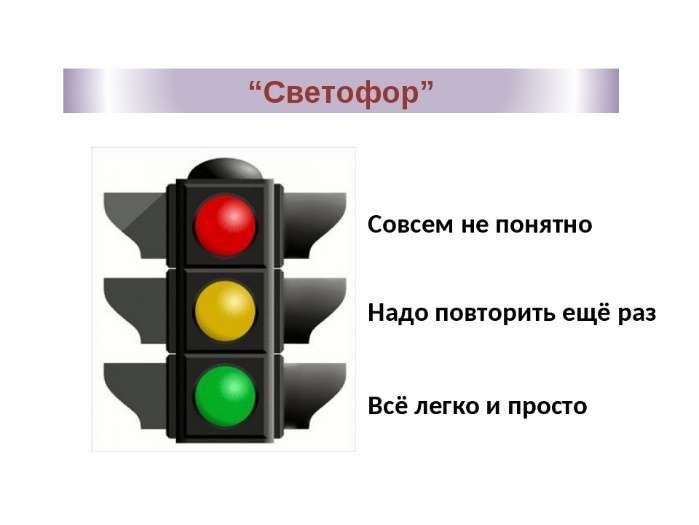 “Светофор”
Совсем не понятно
Надо повторить ещё раз
Всё легко и просто